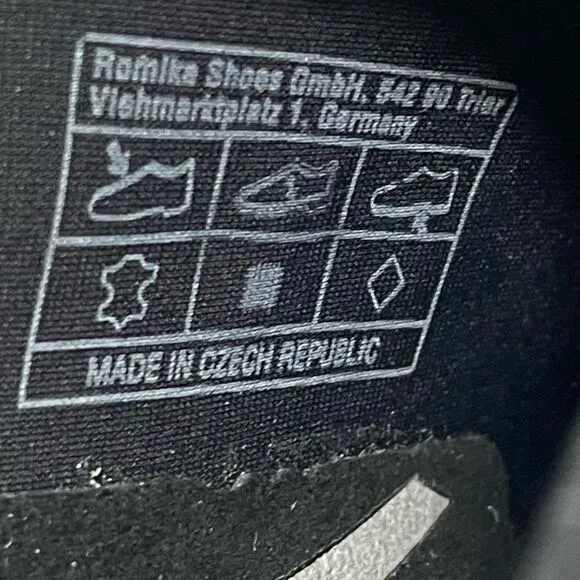 Romika Shoes GmbH, 542 90 Trier
Viehmarktplatz 1, Germany
MADE IN CZECH REPUBLIC